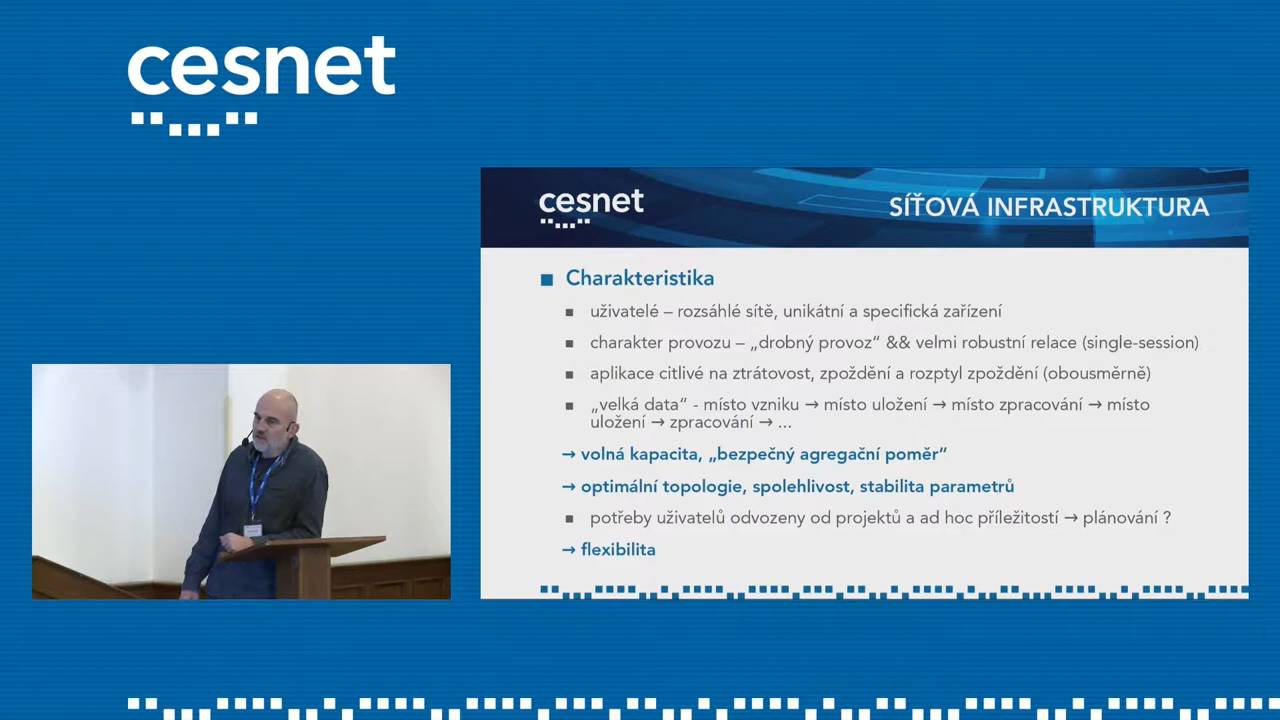 cesnet
cesnet
SÍŤOVÁ INFRASTRUKTURA
Charakteristika
uživatelé – rozsáhlé sítě, unikátní a specifická zařízení
charakter provozu – „drobný provoz“ && velmi robustní relace (single-session)
aplikace citlivé na ztrátovost, zpoždění a rozptyl zpoždění (obousměrně)
„velká data“ - místo vzniku → místo uložení → místo zpracování → místo
uložení → zpracování → ...
→ volná kapacita, „bezpečný agregační poměr“
→ optimální topologie, spolehlivost, stabilita parametrů
potřeby uživatelů odvozeny od projektů a ad hoc příležitostí → plánování ?
→ flexibilita